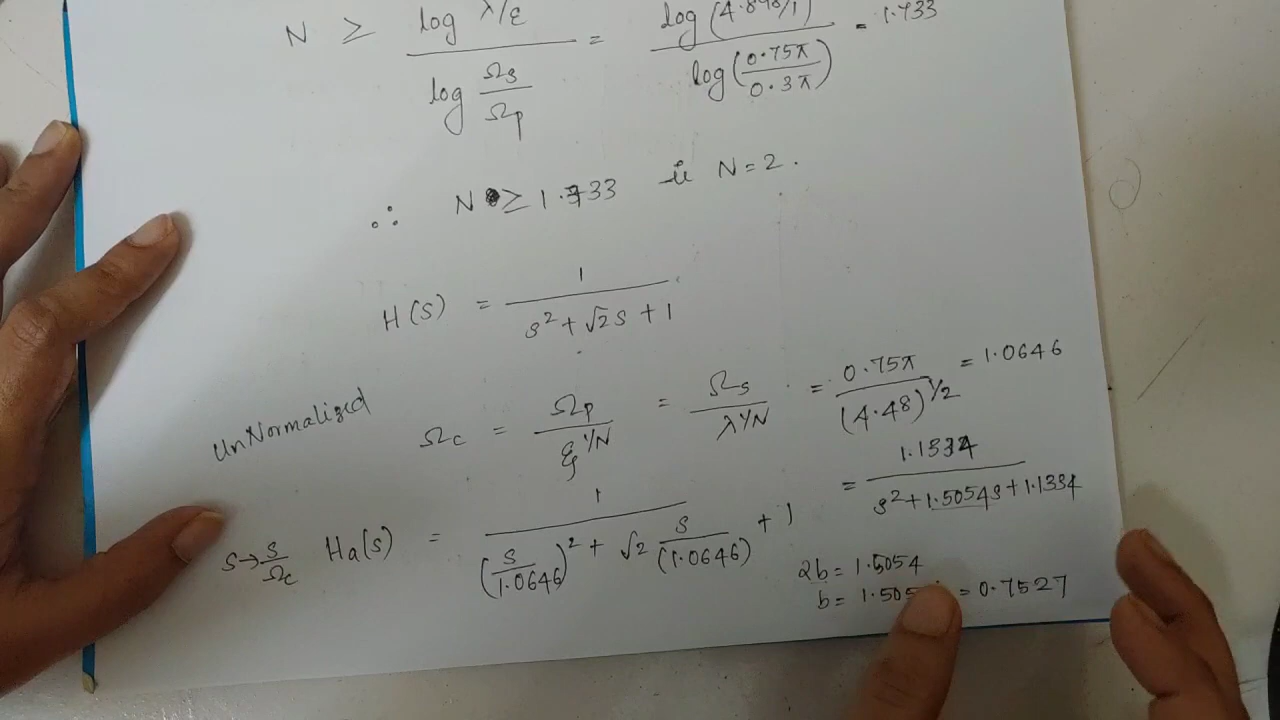 N ≥ log λ/ε / log Ωs/Ωp = log (4.898/1) / log (0.75π/0.3π) = 1.733
∴ N ≥ 1.733 ie N = 2.
H(s) = 1 / s² + √2s + 1
UnNormalized Ωc = Ωp / ξ^1/N = Ωs / λ^1/N = 0.75π / (4.48)^1/2 = 1.0646
s→s/Ωc Ha(s) = 1 / (s/1.0646)² + √2 s/(1.0646) + 1 = 1.1334 / s² + 1.5054s + 1.1334
2b = 1.5054
b = 1.505 = 0.7527